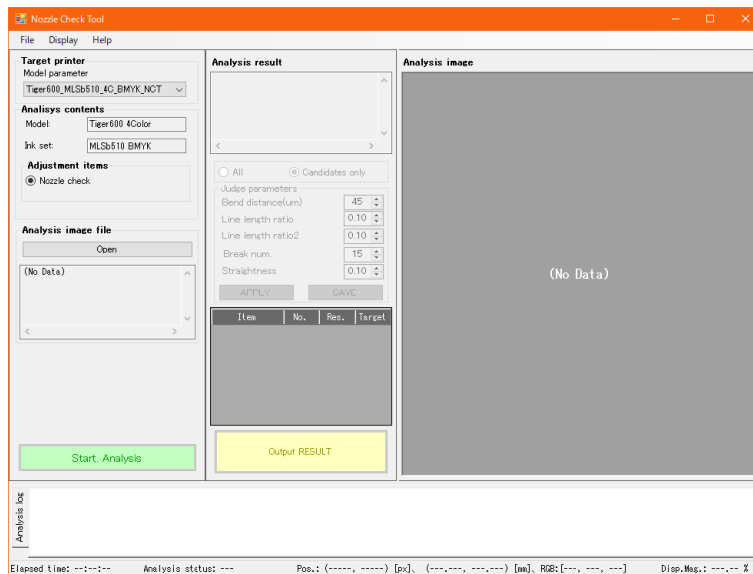 Nozzle Check Tool
File Display Help
Target printer
Model parameter
Tiger600_MLSb510_4C_BMYK_NCT
Analisys contents
Model: Tiger600 4Color
Ink set: MLSb510 BMYK
Adjustment items
Nozzle check
Analysis image file
Open
(No Data)
Start. Analysis
Analysis result
All Candidates only
Judge parameters
Bend distance(um) 45
Line length ratio 0.10
Line length ratio2 0.10
Break num. 15
Straightness 0.10
APPLY SAVE
Item No. Res. Target
Output RESULT
Analysis image
(No Data)
Analysis log
Elapsed time: --:--:-- Analysis ststus: --- Pos.: (-----, -----) [px]、 (---.---, ---.---) [mm]、RGB:[---, ---, ---] Disp.Mag.: ---.-- %